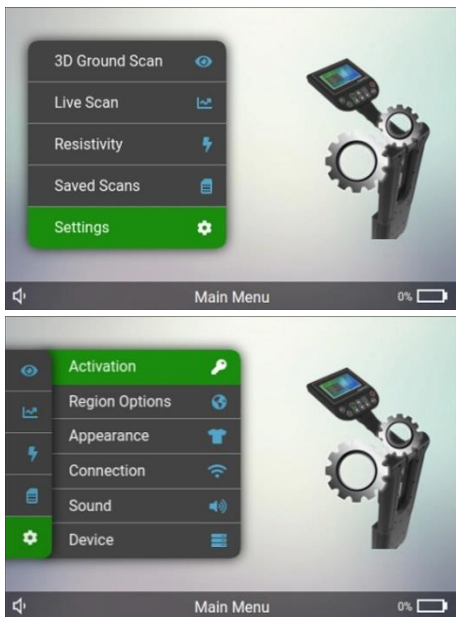 3D Ground Scan
Live Scan
Resistivity
Saved Scans
Settings
Main Menu
0%
Activation
Region Options
Appearance
Connection
Sound
Device
Main Menu
0%